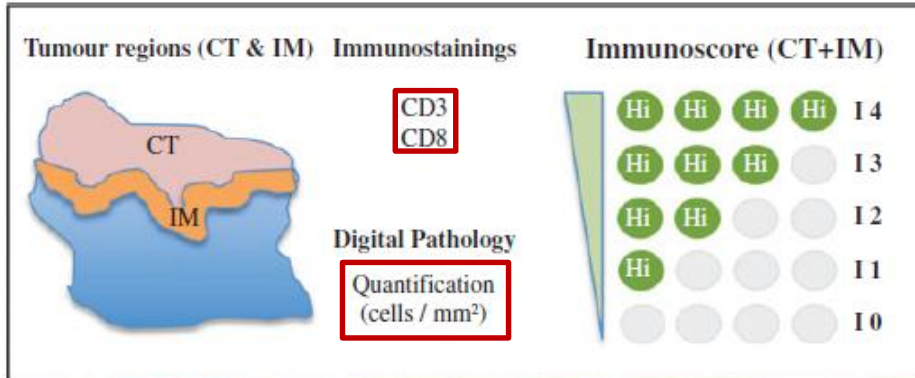 Tumour regions (CT & IM)
CT
IM
Immunostainings
CD3
CD8
Digital Pathology
Quantification
(cells / mm²)
Immunoscore (CT+IM)
Hi Hi Hi Hi I 4
Hi Hi Hi I 3
Hi Hi I 2
Hi I 1
I 0